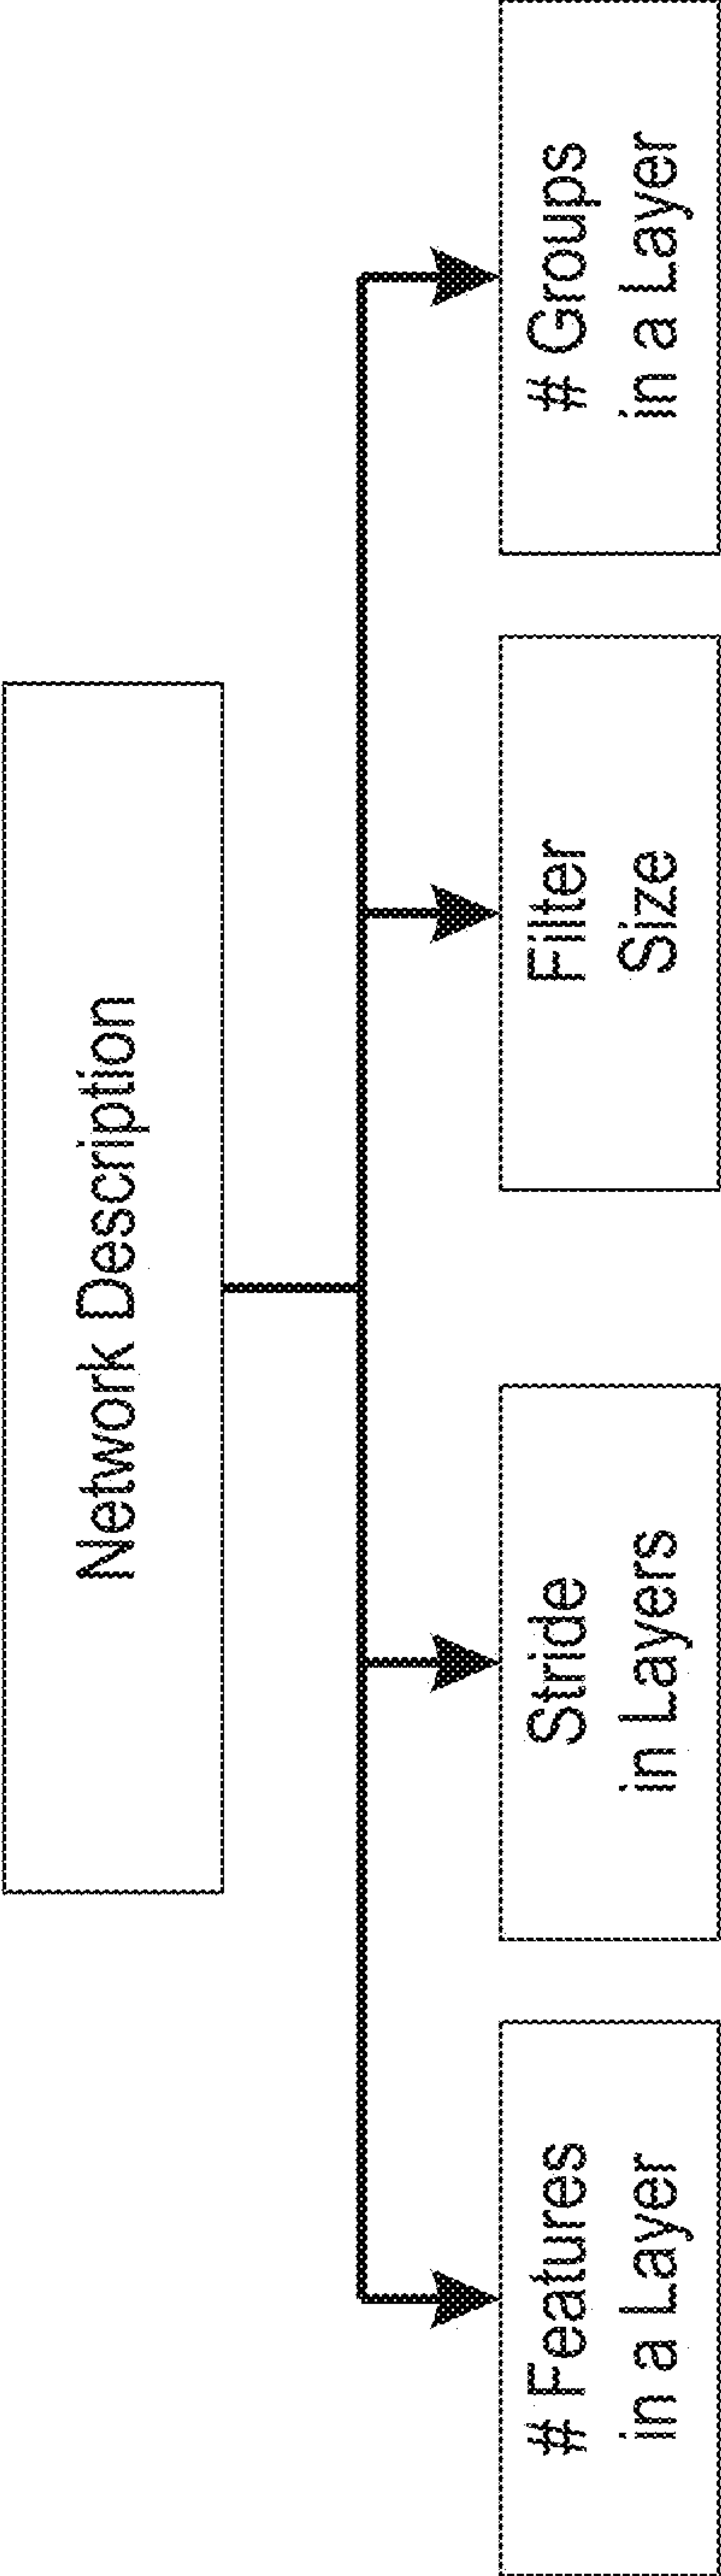 Network Description
# Features
in a Layer
Stride
in Layers
Filter
Size
# Groups
in a Layer